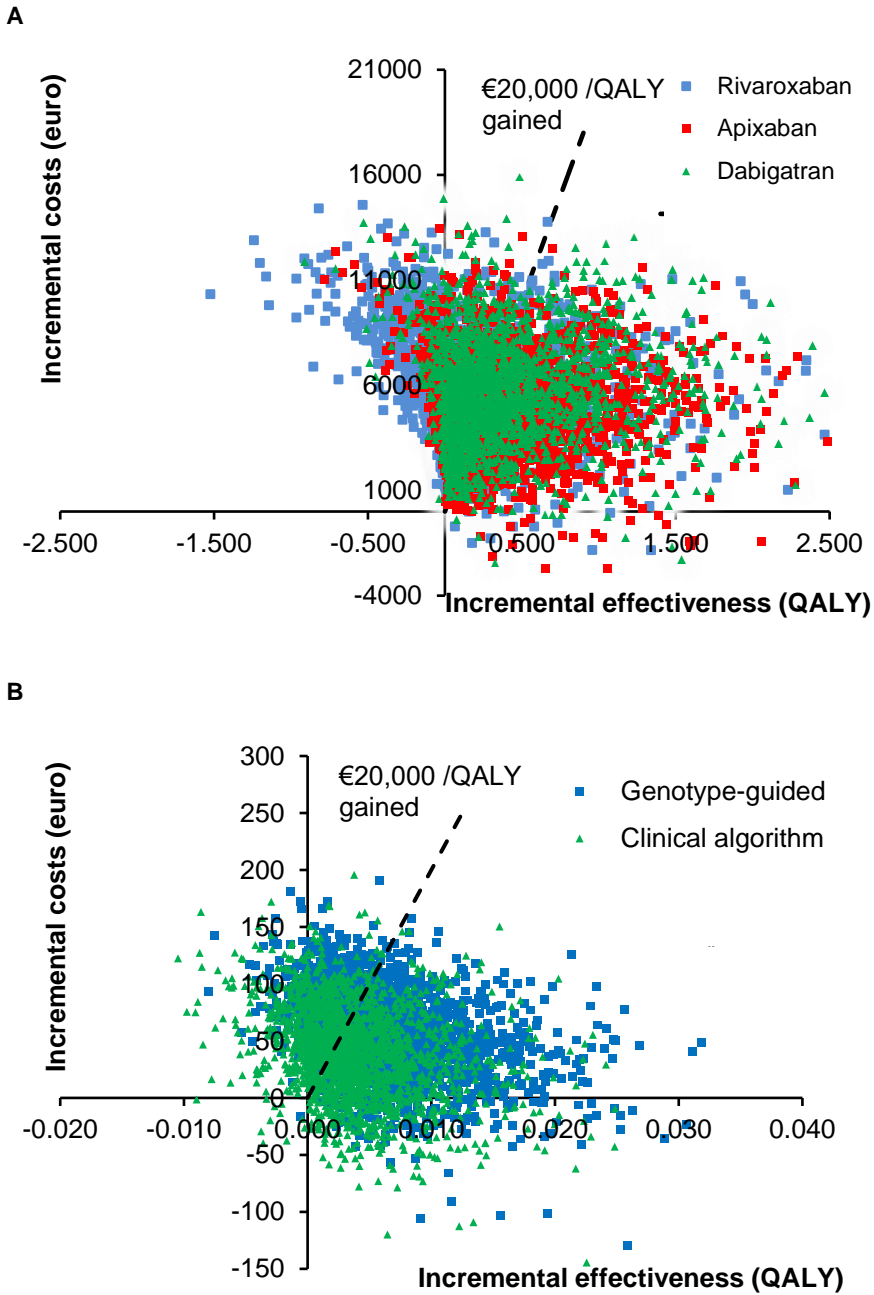 A
21000
€20,000 /QALY
gained
Rivaroxaban
Apixaban
Dabigatran
16000
11000
6000
1000
-4000
Incremental costs (euro)
-2.500
-1.500
-0.500
0.500
1.500
2.500
Incremental effectiveness (QALY)
B
300
€20,000 /QALY
gained
Genotype-guided
Clinical algorithm
250
200
150
100
50
0
-50
-100
-150
Incremental costs (euro)
-0.020
-0.010
0.000
0.010
0.020
0.030
0.040
Incremental effectiveness (QALY)